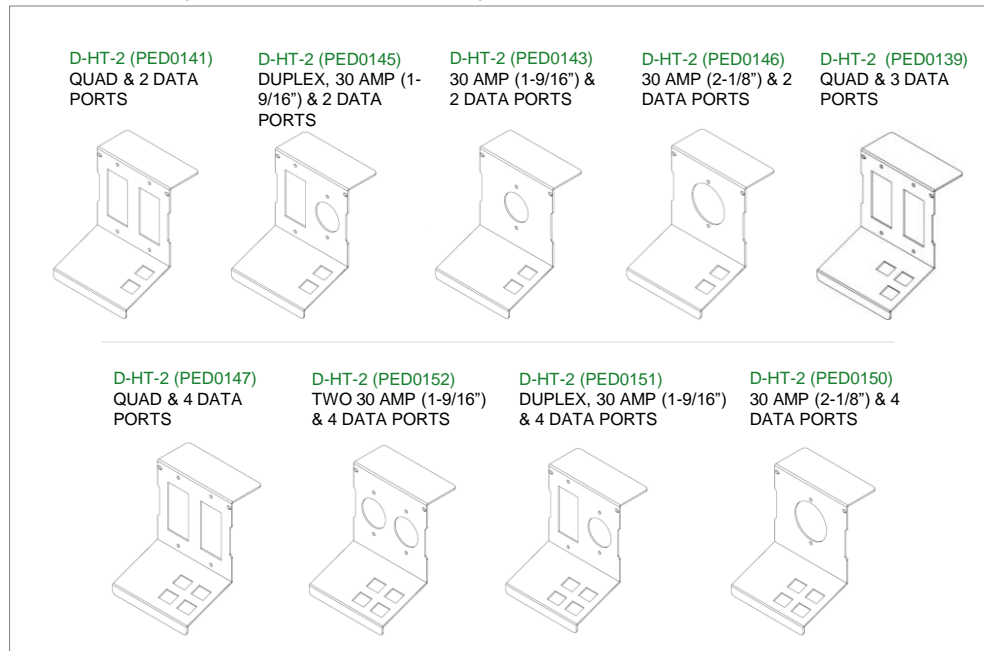 D-HT-2 (PED0141)
QUAD & 2 DATA
PORTS
D-HT-2 (PED0145)
DUPLEX, 30 AMP (1-
9/16”) & 2 DATA
PORTS
D-HT-2 (PED0143)
30 AMP (1-9/16”) &
2 DATA PORTS
D-HT-2 (PED0146)
30 AMP (2-1/8”) & 2
DATA PORTS
D-HT-2 (PED0139)
QUAD & 3 DATA
PORTS
D-HT-2 (PED0147)
QUAD & 4 DATA
PORTS
D-HT-2 (PED0152)
TWO 30 AMP (1-9/16”)
& 4 DATA PORTS
D-HT-2 (PED0151)
DUPLEX, 30 AMP (1-9/16”)
& 4 DATA PORTS
D-HT-2 (PED0150)
30 AMP (2-1/8”) & 4
DATA PORTS